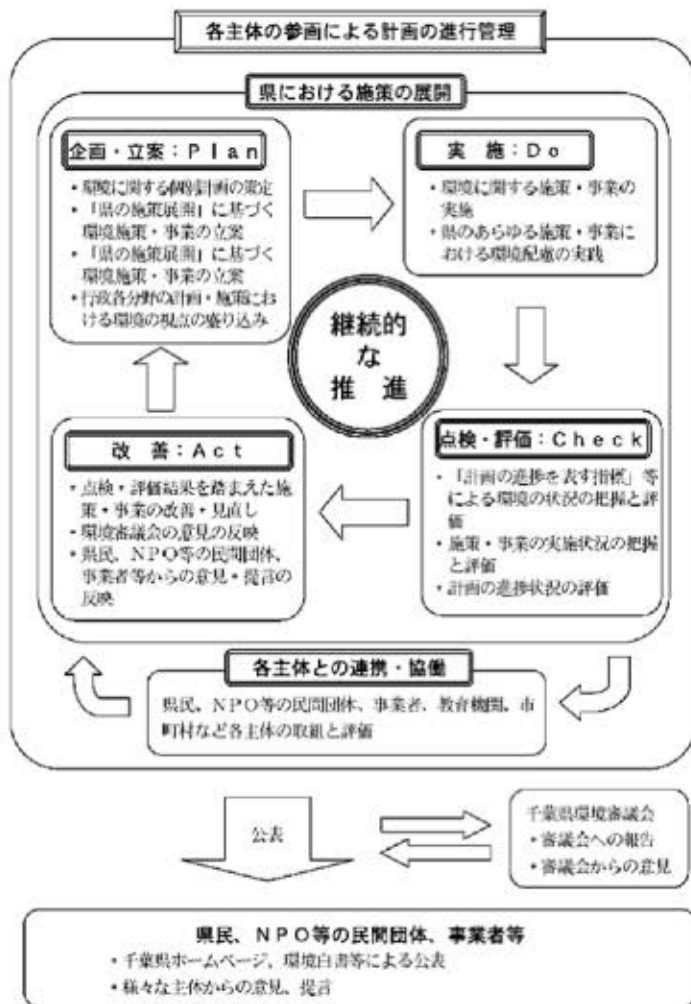 各主体の参画による計画の進行管理
県における施策の展開
企画・立案：Ｐｌａｎ
・環境に関する個別計画の策定
・「県の施策展開」に基づく
環境施策・事業の立案
・「県の施策展開」に基づく
環境施策・事業の立案
・行政各分野の計画・施策にお
ける環境の視点の盛り込み
実　施：Ｄｏ
・環境に関する施策・事業の
実施
・県のあらゆる施策・事業に
おける環境配慮の実践
継続的
な
推　進
改　善：Ａｃｔ
・点検・評価結果を踏まえた施
策・事業の改善・見直し
・環境審議会の意見の反映
・県民、ＮＰＯ等の民間団体、
事業者等からの意見・提言の
反映
点検・評価：Ｃｈｅｃｋ
・「計画の進捗を表す指標」等
による環境の状況の把握と評
価
・施策・事業の実施状況の把握
と評価
・計画の進捗状況の評価
各主体との連携・協働
県民、ＮＰＯ等の民間団体、事業者、教育機関、市
町村など各主体の取組と評価
公表
千葉県環境審議会
・審議会への報告
・審議会からの意見
県民、ＮＰＯ等の民間団体、事業者等
・千葉県ホームページ、環境白書等による公表
・様々な主体からの意見、提言